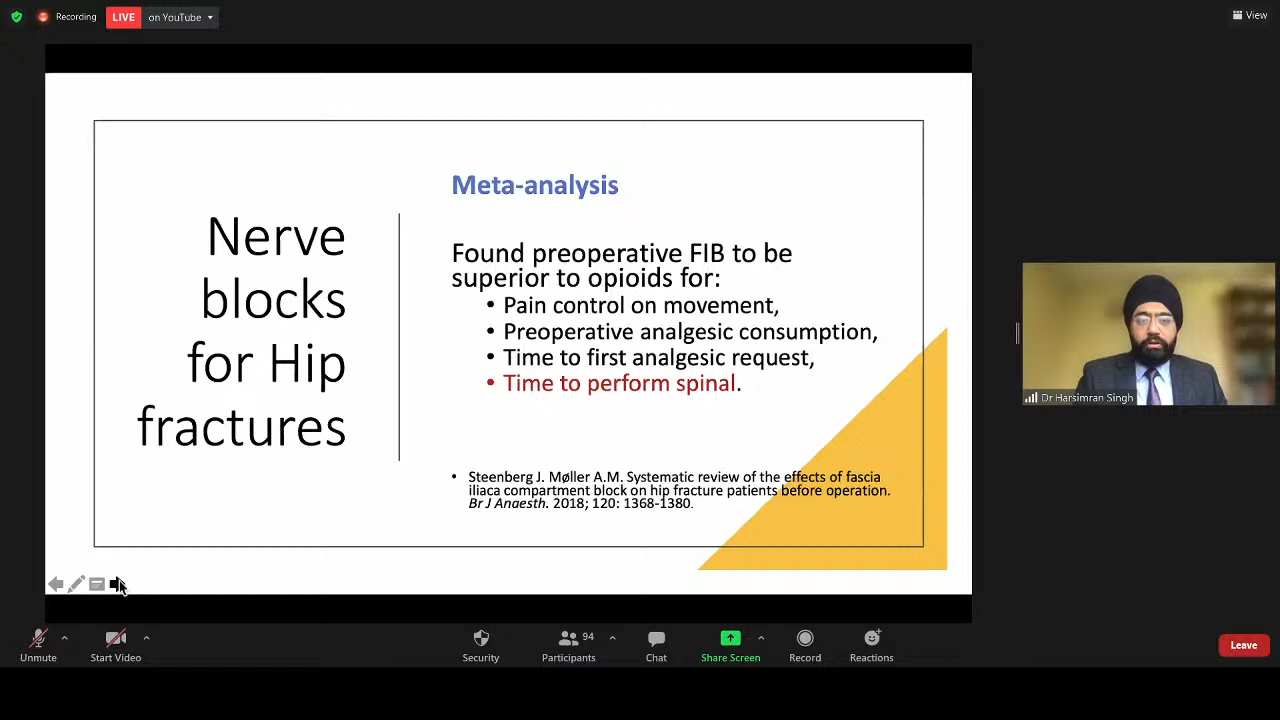 Recording
LIVE
on YouTube
View
Nerve
blocks
for Hip
fractures
Meta-analysis
Found preoperative FIB to be
superior to opioids for:
• Pain control on movement,
• Preoperative analgesic consumption,
• Time to first analgesic request,
• Time to perform spinal.
• Steenberg J. Møller A.M. Systematic review of the effects of fascia
iliaca compartment block on hip fracture patients before operation.
Br J Anaesth. 2018; 120: 1368-1380.
Dr Harsimran Singh
Unmute
Start Video
Security
94
Participants
Chat
Share Screen
Record
Reactions
Leave